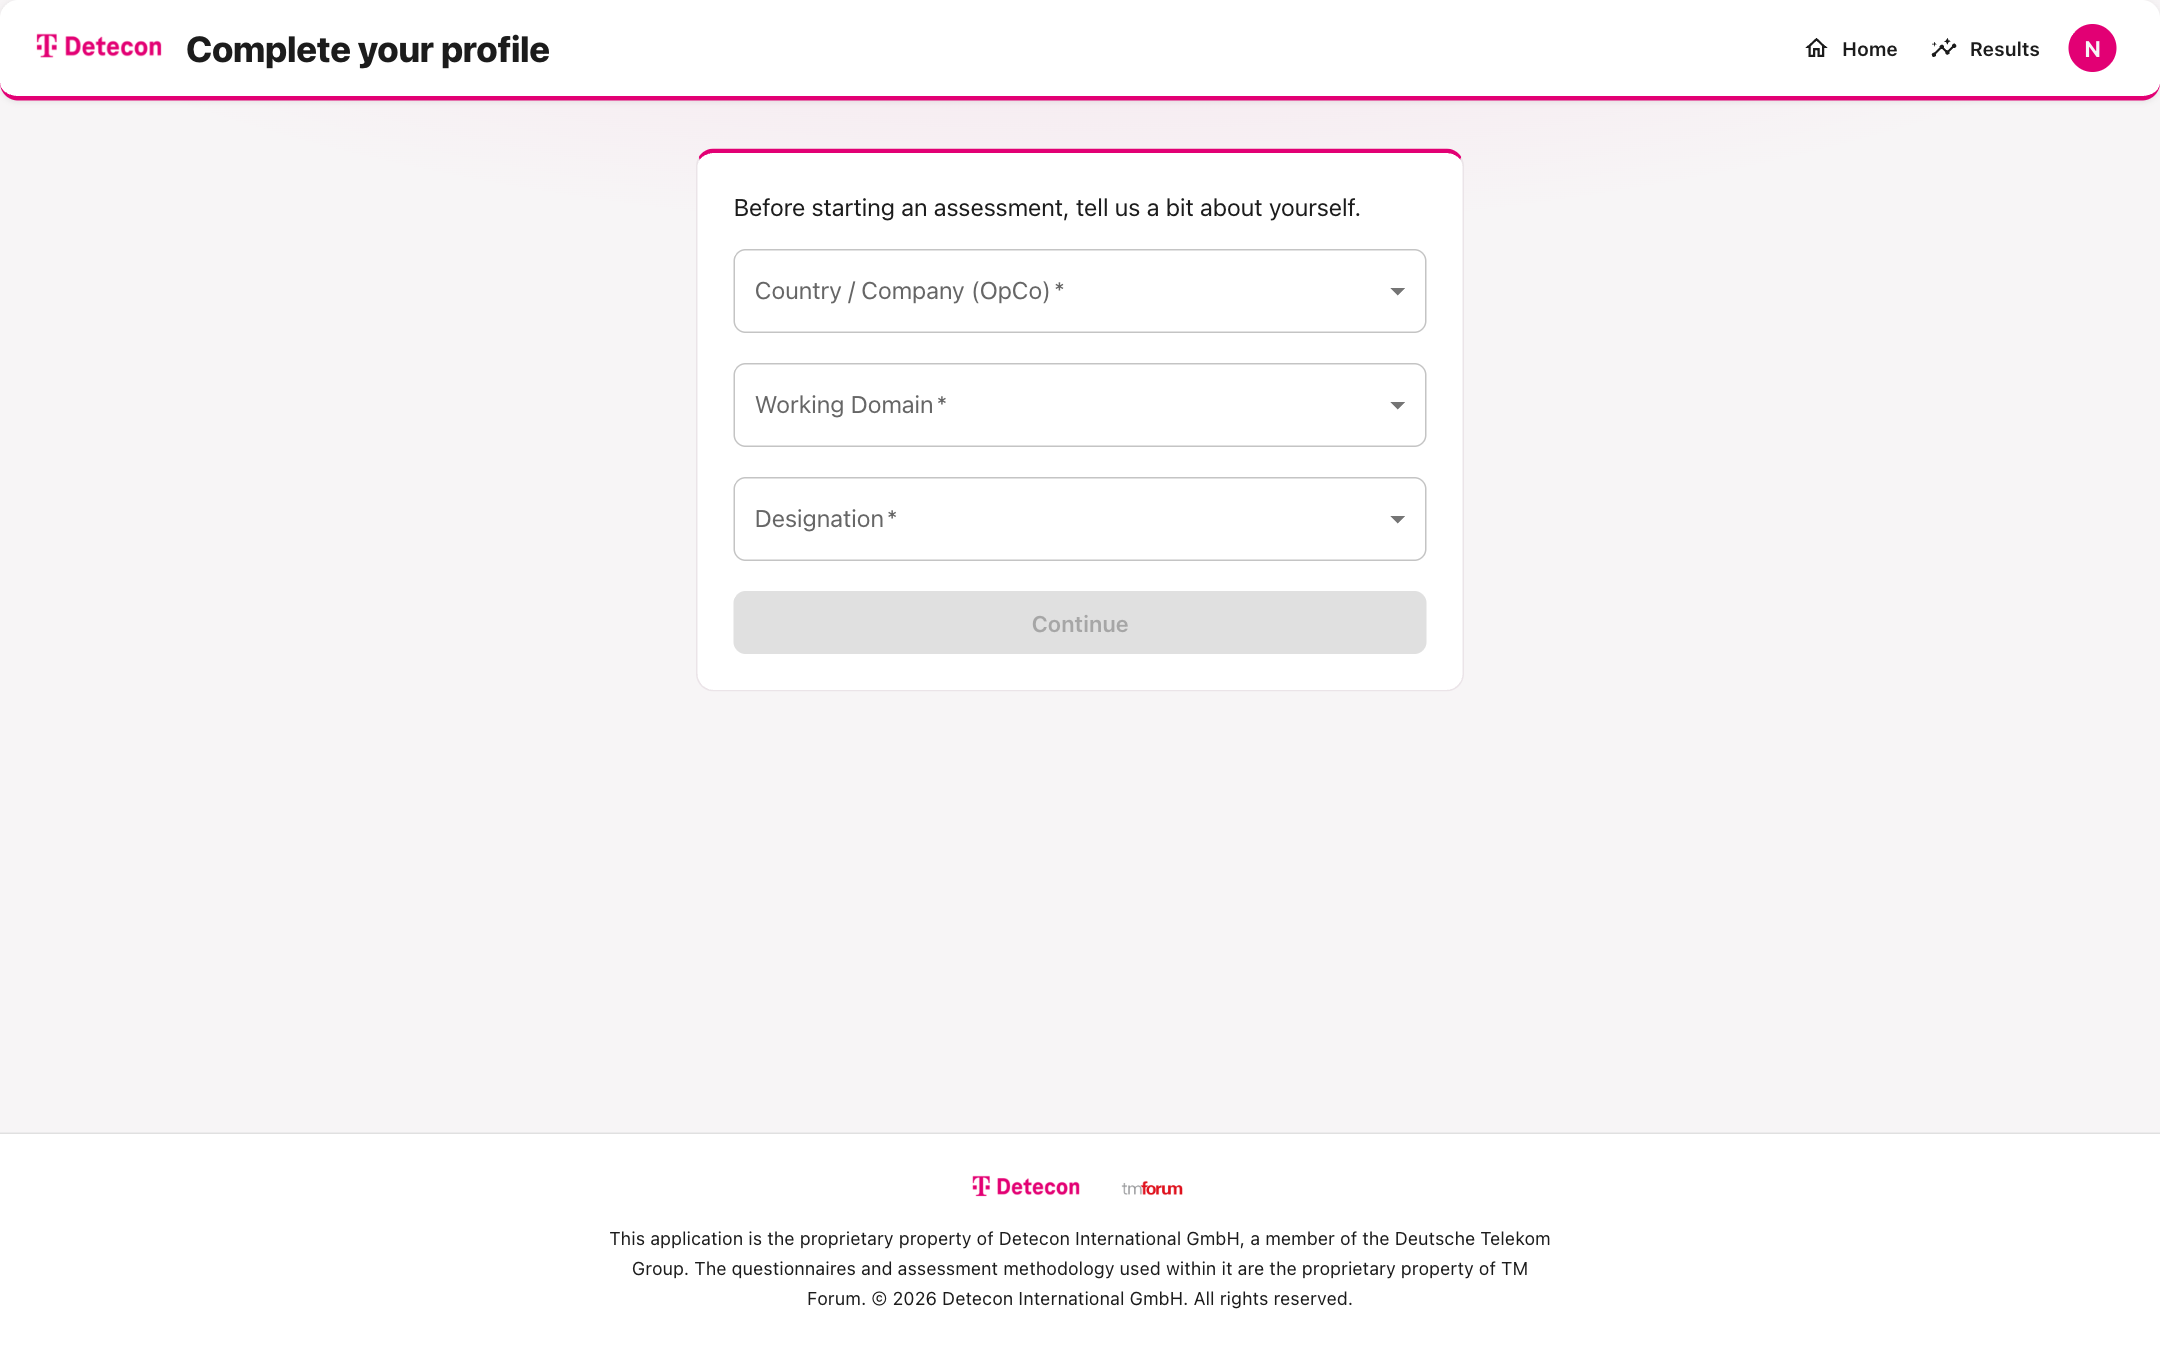 Detecon
Complete your profile
Home
Results
N
Before starting an assessment, tell us a bit about yourself.
Country / Company (OpCo) *
Working Domain *
Designation *
Continue
Detecon
tmforum
This application is the proprietary property of Detecon International GmbH, a member of the Deutsche Telekom
Group. The questionnaires and assessment methodology used within it are the proprietary property of TM
Forum. © 2026 Detecon International GmbH. All rights reserved.